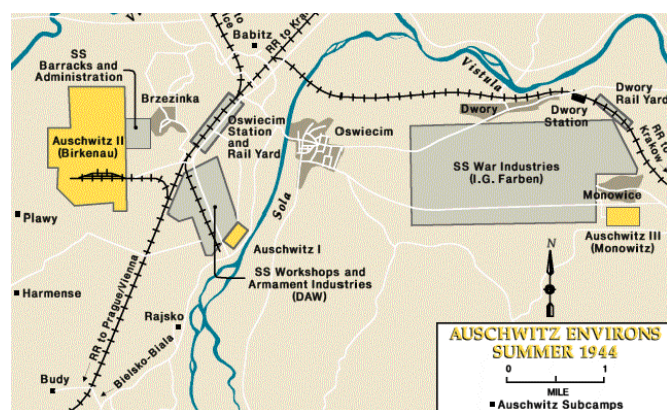 RR to Kra
Babitz
SS
Barracks and
Administration
Brzezinka
Auschwitz II
(Birkenau)
Oswiecim
Station
and
Rail Yard
Oswiecim
Vistula
Dwory
Dwory
Station
Dwory
Rail Yard
RR to
Krakow
SS War Industries
(I.G. Farben)
Monowice
Auschwitz III
(Monowitz)
Sola
Plawy
Auschwitz I
SS Workshops and
Armament Industries
(DAW)
Harmense
RR to Prague/Vienna
Rajsko
Bielsko-Biala
Budy
N
AUSCHWITZ ENVIRONS
SUMMER 1944
0 1
MILE
Auschwitz Subcamps